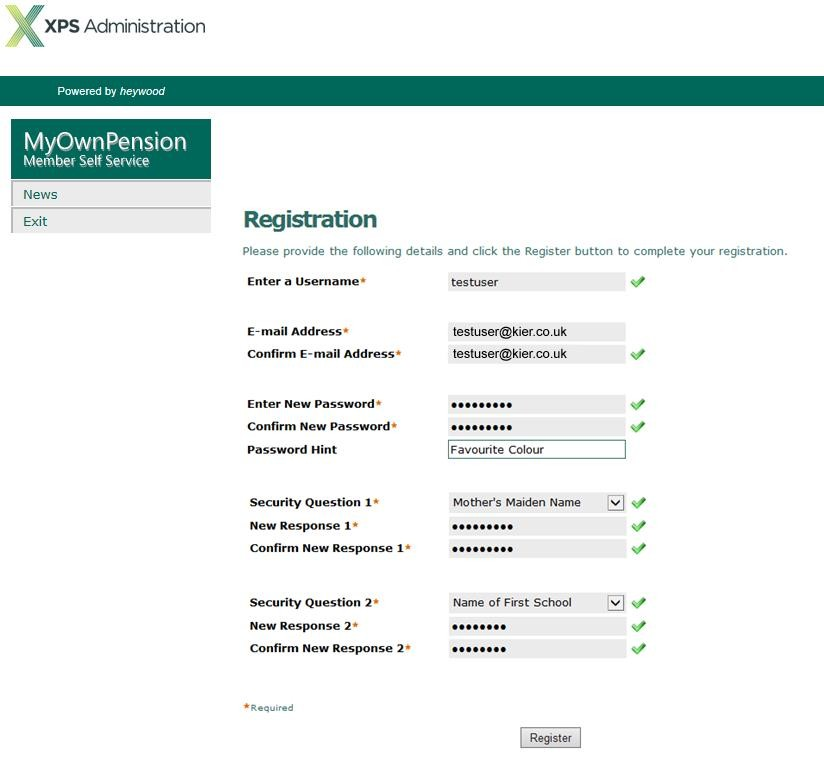 XPS Administration
Powered by heywood
MyOwnPension
Member Self Service
News
Exit
Registration
Please provide the following details and click the Register button to complete your registration.
Enter a Username* testuser
E-mail Address* testuser@kier.co.uk
Confirm E-mail Address* testuser@kier.co.uk
Enter New Password* •••••••••
Confirm New Password* •••••••••
Password Hint Favourite Colour
Security Question 1* Mother's Maiden Name
New Response 1* •••••••••
Confirm New Response 1* •••••••••
Security Question 2* Name of First School
New Response 2* ••••••••
Confirm New Response 2* ••••••••
*Required
Register